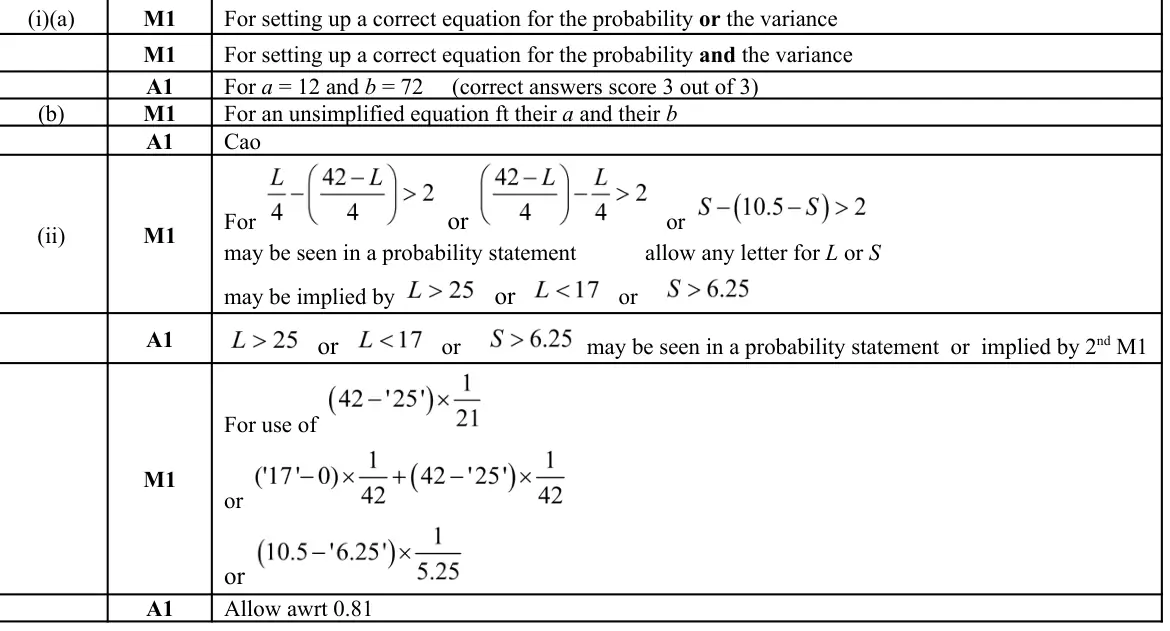 (i)(a) M1 For setting up a correct equation for the probability or the variance
M1 For setting up a correct equation for the probability and the variance
A1 For a = 12 and b = 72 (correct answers score 3 out of 3)
(b) M1 For an unsimplified equation ft their a and their b
A1 Cao
(ii) M1 For L/4 − ((42 − L)/4) > 2 or ((42 − L)/4) − L/4 > 2 or S − (10.5 − S) > 2
may be seen in a probability statement allow any letter for L or S
may be implied by L > 25 or L < 17 or S > 6.25
A1 L > 25 or L < 17 or S > 6.25 may be seen in a probability statement or implied by 2nd M1
M1 For use of (42 − '25') × 1/21
or ('17' − 0) × 1/42 + (42 − '25') × 1/42
or (10.5 − '6.25') × 1/5.25
A1 Allow awrt 0.81